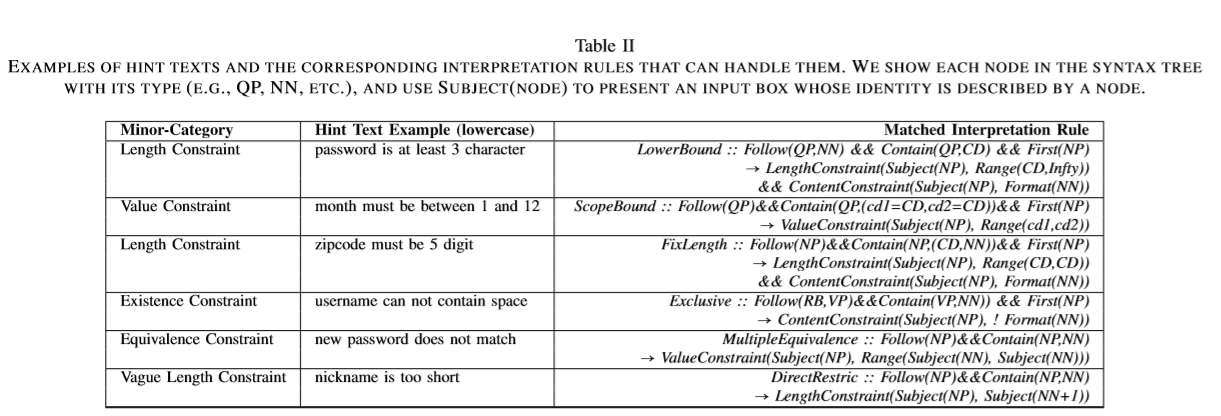 Table II
EXAMPLES OF HINT TEXTS AND THE CORRESPONDING INTERPRETATION RULES THAT CAN HANDLE THEM. WE SHOW EACH NODE IN THE SYNTAX TREE
WITH ITS TYPE (E.G., QP, NN, ETC.), AND USE SUBJECT(NODE) TO PRESENT AN INPUT BOX WHOSE IDENTITY IS DESCRIBED BY A NODE.
Minor-Category Hint Text Example (lowercase) Matched Interpretation Rule
Length Constraint password is at least 3 character LowerBound :: Follow(QP,NN) && Contain(QP,CD) && First(NP)
→ LengthConstraint(Subject(NP), Range(CD,Infty))
&& ContentConstraint(Subject(NP), Format(NN))
Value Constraint month must be between 1 and 12 ScopeBound :: Follow(QP)&&Contain(QP,(cd1=CD,cd2=CD))&& First(NP)
→ ValueConstraint(Subject(NP), Range(cd1,cd2))
Length Constraint zipcode must be 5 digit FixLength :: Follow(NP)&&Contain(NP,(CD,NN))&& First(NP)
→ LengthConstraint(Subject(NP), Range(CD,CD))
&& ContentConstraint(Subject(NP), Format(NN))
Existence Constraint username can not contain space Exclusive :: Follow(RB,VP)&&Contain(VP,NN)) && First(NP)
→ ContentConstraint(Subject(NP), ! Format(NN))
Equivalence Constraint new password does not match MultipleEquivalence :: Follow(NP)&&Contain(NP,NN)
→ ValueConstraint(Subject(NP), Range(Subject(NN), Subject(NN)))
Vague Length Constraint nickname is too short DirectRestric :: Follow(NP)&&Contain(NP,NN)
→ LengthConstraint(Subject(NP), Subject(NN+1))